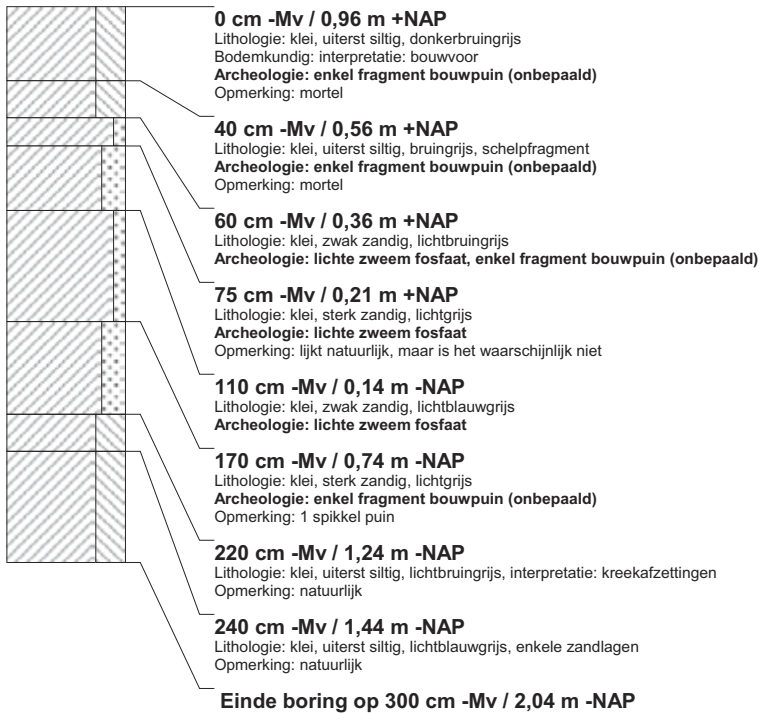 0 cm -Mv / 0,96 m +NAP
Lithologie: klei, uiterst siltig, donkerbruingrijs
Bodemkundig: interpretatie: bouwvoor
Archeologie: enkel fragment bouwpuin (onbepaald)
Opmerking: mortel
40 cm -Mv / 0,56 m +NAP
Lithologie: klei, uiterst siltig, bruingrijs, schelpfragment
Archeologie: enkel fragment bouwpuin (onbepaald)
Opmerking: mortel
60 cm -Mv / 0,36 m +NAP
Lithologie: klei, zwak zandig, lichtbruingrijs
Archeologie: lichte zweem fosfaat, enkel fragment bouwpuin (onbepaald)
75 cm -Mv / 0,21 m +NAP
Lithologie: klei, sterk zandig, lichtgrijs
Archeologie: lichte zweem fosfaat
Opmerking: lijkt natuurlijk, maar is het waarschijnlijk niet
110 cm -Mv / 0,14 m -NAP
Lithologie: klei, zwak zandig, lichtblauwgrijs
Archeologie: lichte zweem fosfaat
170 cm -Mv / 0,74 m -NAP
Lithologie: klei, sterk zandig, lichtgrijs
Archeologie: enkel fragment bouwpuin (onbepaald)
Opmerking: 1 spikkel puin
220 cm -Mv / 1,24 m -NAP
Lithologie: klei, uiterst siltig, lichtbruingrijs, interpretatie: kreekafzettingen
Opmerking: natuurlijk
240 cm -Mv / 1,44 m -NAP
Lithologie: klei, uiterst siltig, lichtblauwgrijs, enkele zandlagen
Opmerking: natuurlijk
Einde boring op 300 cm -Mv / 2,04 m -NAP